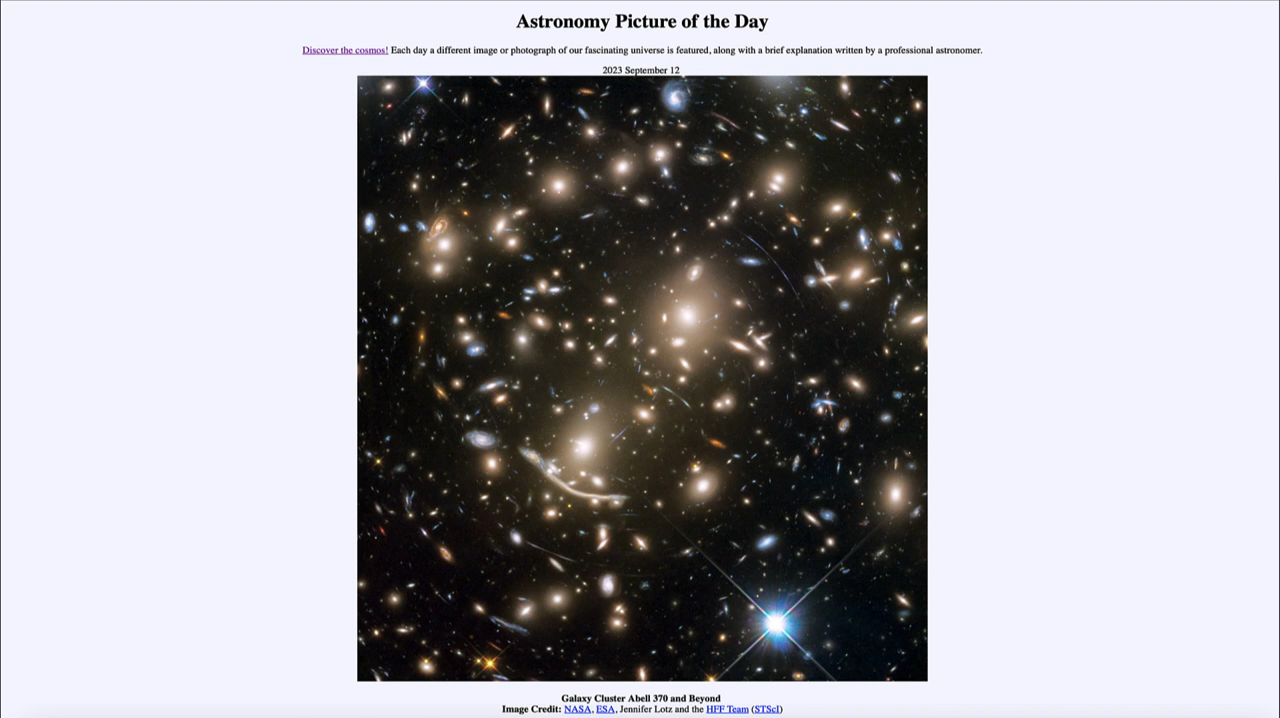 Astronomy Picture of the Day
Discover the cosmos! Each day a different image or photograph of our fascinating universe is featured, along with a brief explanation written by a professional astronomer.
2023 September 12
Galaxy Cluster Abell 370 and Beyond
Image Credit: NASA, ESA, Jennifer Lotz and the HFF Team (STScI)